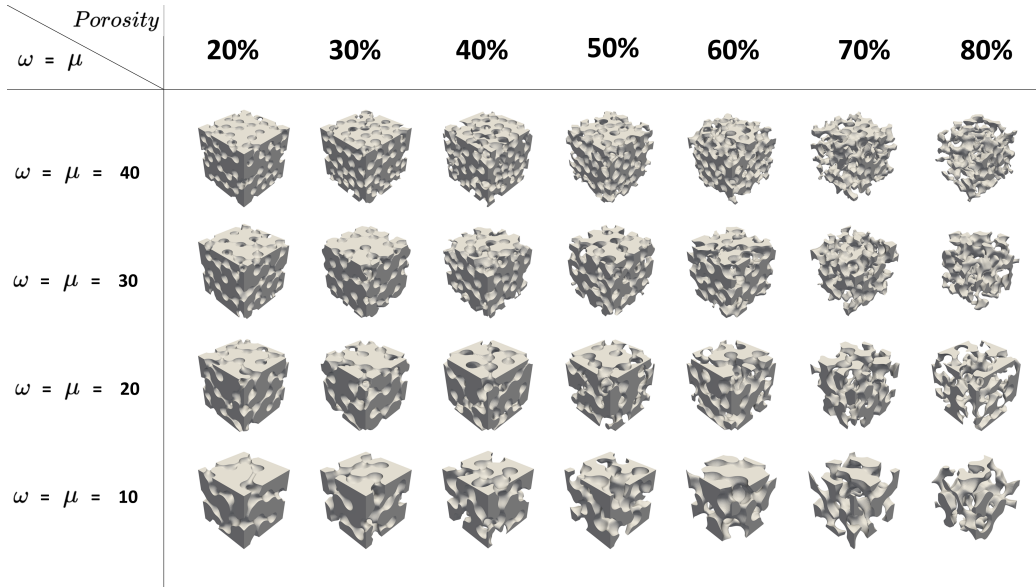 Porosity
ω = μ
20% 30% 40% 50% 60% 70% 80%
ω = μ = 40
ω = μ = 30
ω = μ = 20
ω = μ = 10